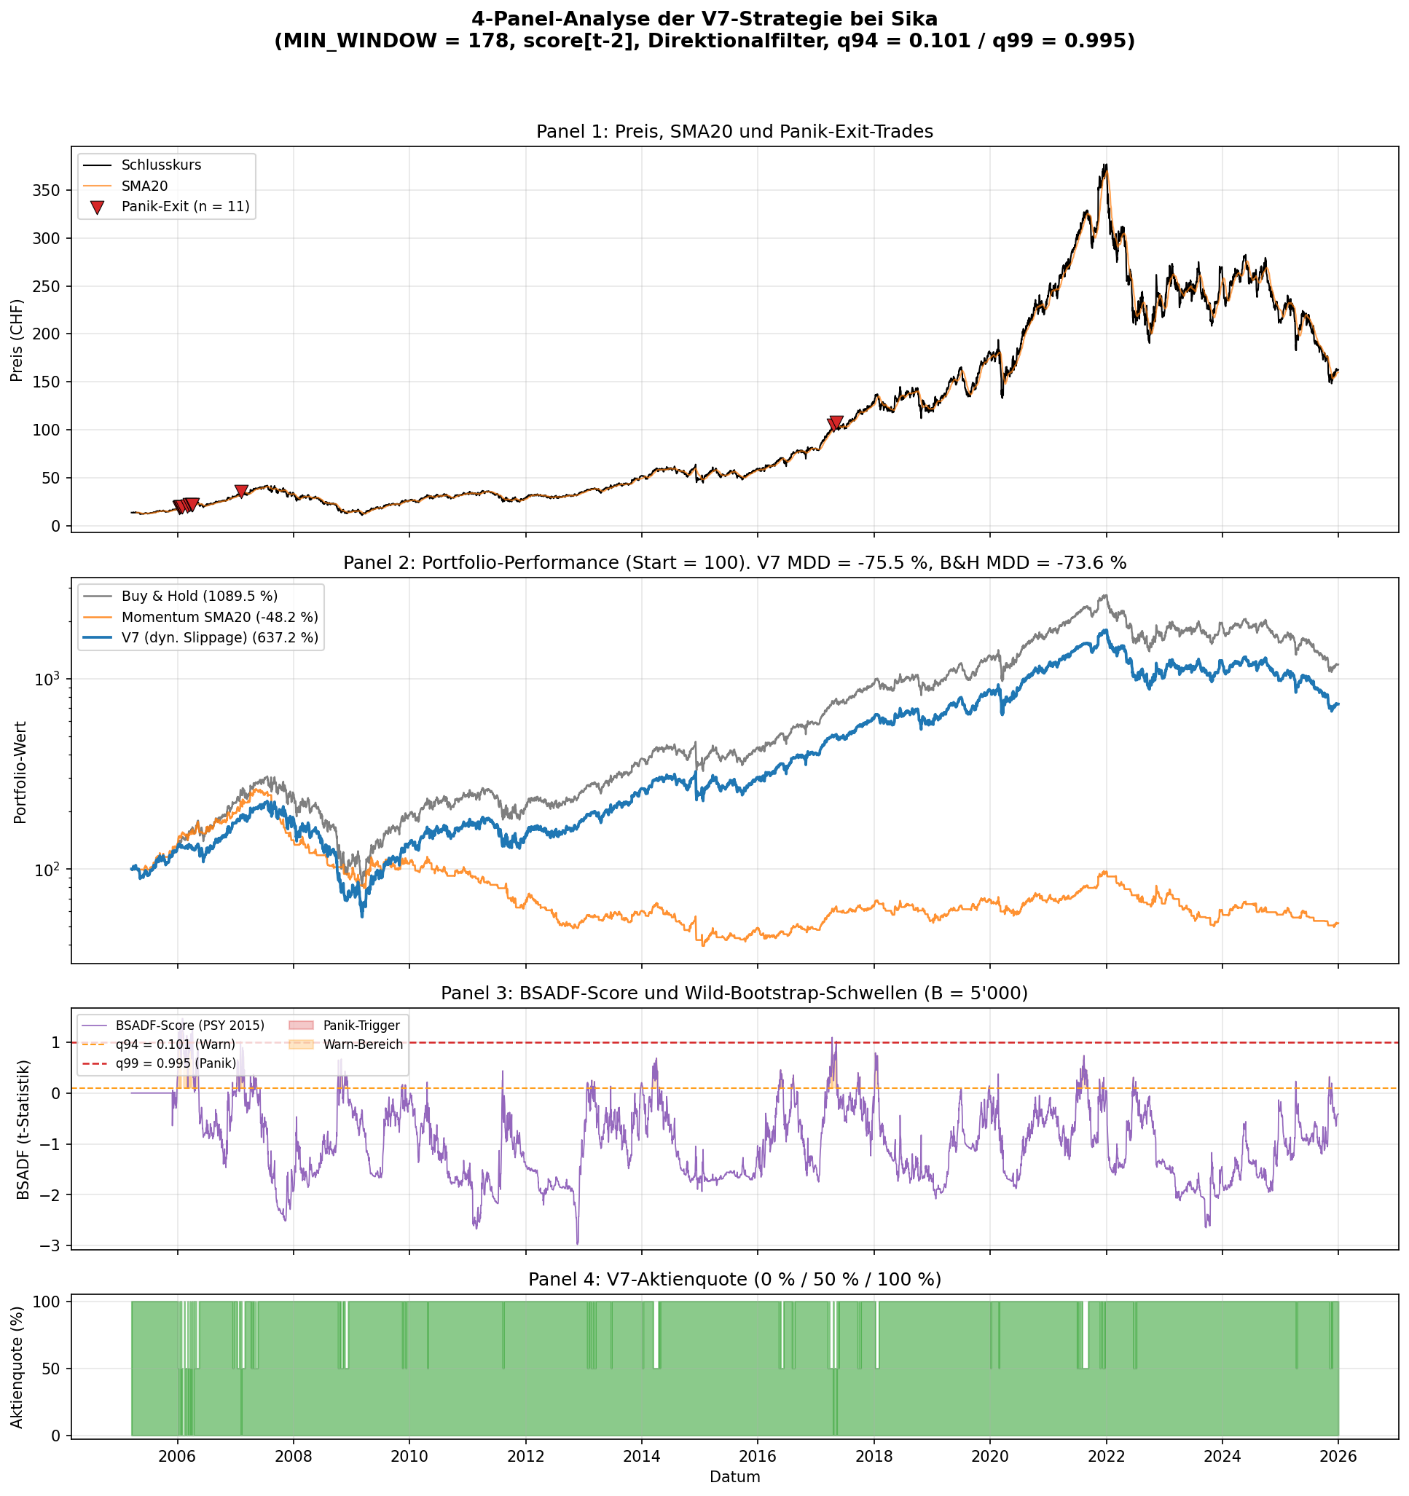 4-Panel-Analyse der V7-Strategie bei Sika
(MIN_WINDOW = 178, score[t-2], Direktionalfilter, q94 = 0.101 / q99 = 0.995)
Panel 1: Preis, SMA20 und Panik-Exit-Trades
Schlusskurs
SMA20
Panik-Exit (n = 11)
Preis (CHF)
350
300
250
200
150
100
50
0
Panel 2: Portfolio-Performance (Start = 100). V7 MDD = -75.5 %, B&H MDD = -73.6 %
Buy & Hold (1089.5 %)
Momentum SMA20 (-48.2 %)
V7 (dyn. Slippage) (637.2 %)
Portfolio-Wert
10³
10²
Panel 3: BSADF-Score und Wild-Bootstrap-Schwellen (B = 5'000)
BSADF-Score (PSY 2015)
q94 = 0.101 (Warn)
q99 = 0.995 (Panik)
Panik-Trigger
Warn-Bereich
BSADF (t-Statistik)
1
0
−1
−2
−3
Panel 4: V7-Aktienquote (0 % / 50 % / 100 %)
Aktienquote (%)
100
50
0
2006 2008 2010 2012 2014 2016 2018 2020 2022 2024 2026
Datum